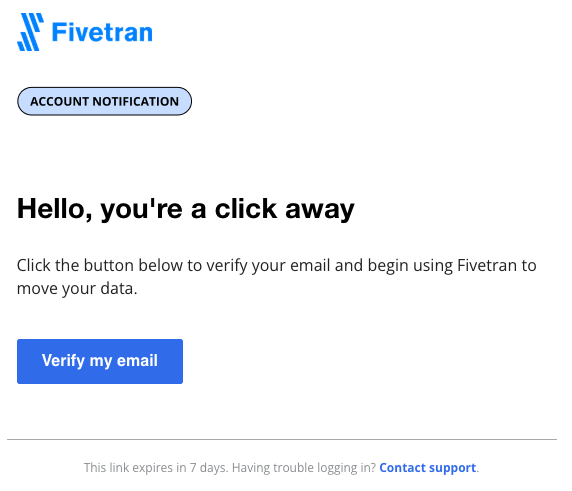 Fivetran
ACCOUNT NOTIFICATION
Hello, you're a click away
Click the button below to verify your email and begin using Fivetran to
move your data.
Verify my email
This link expires in 7 days. Having trouble logging in? Contact support.